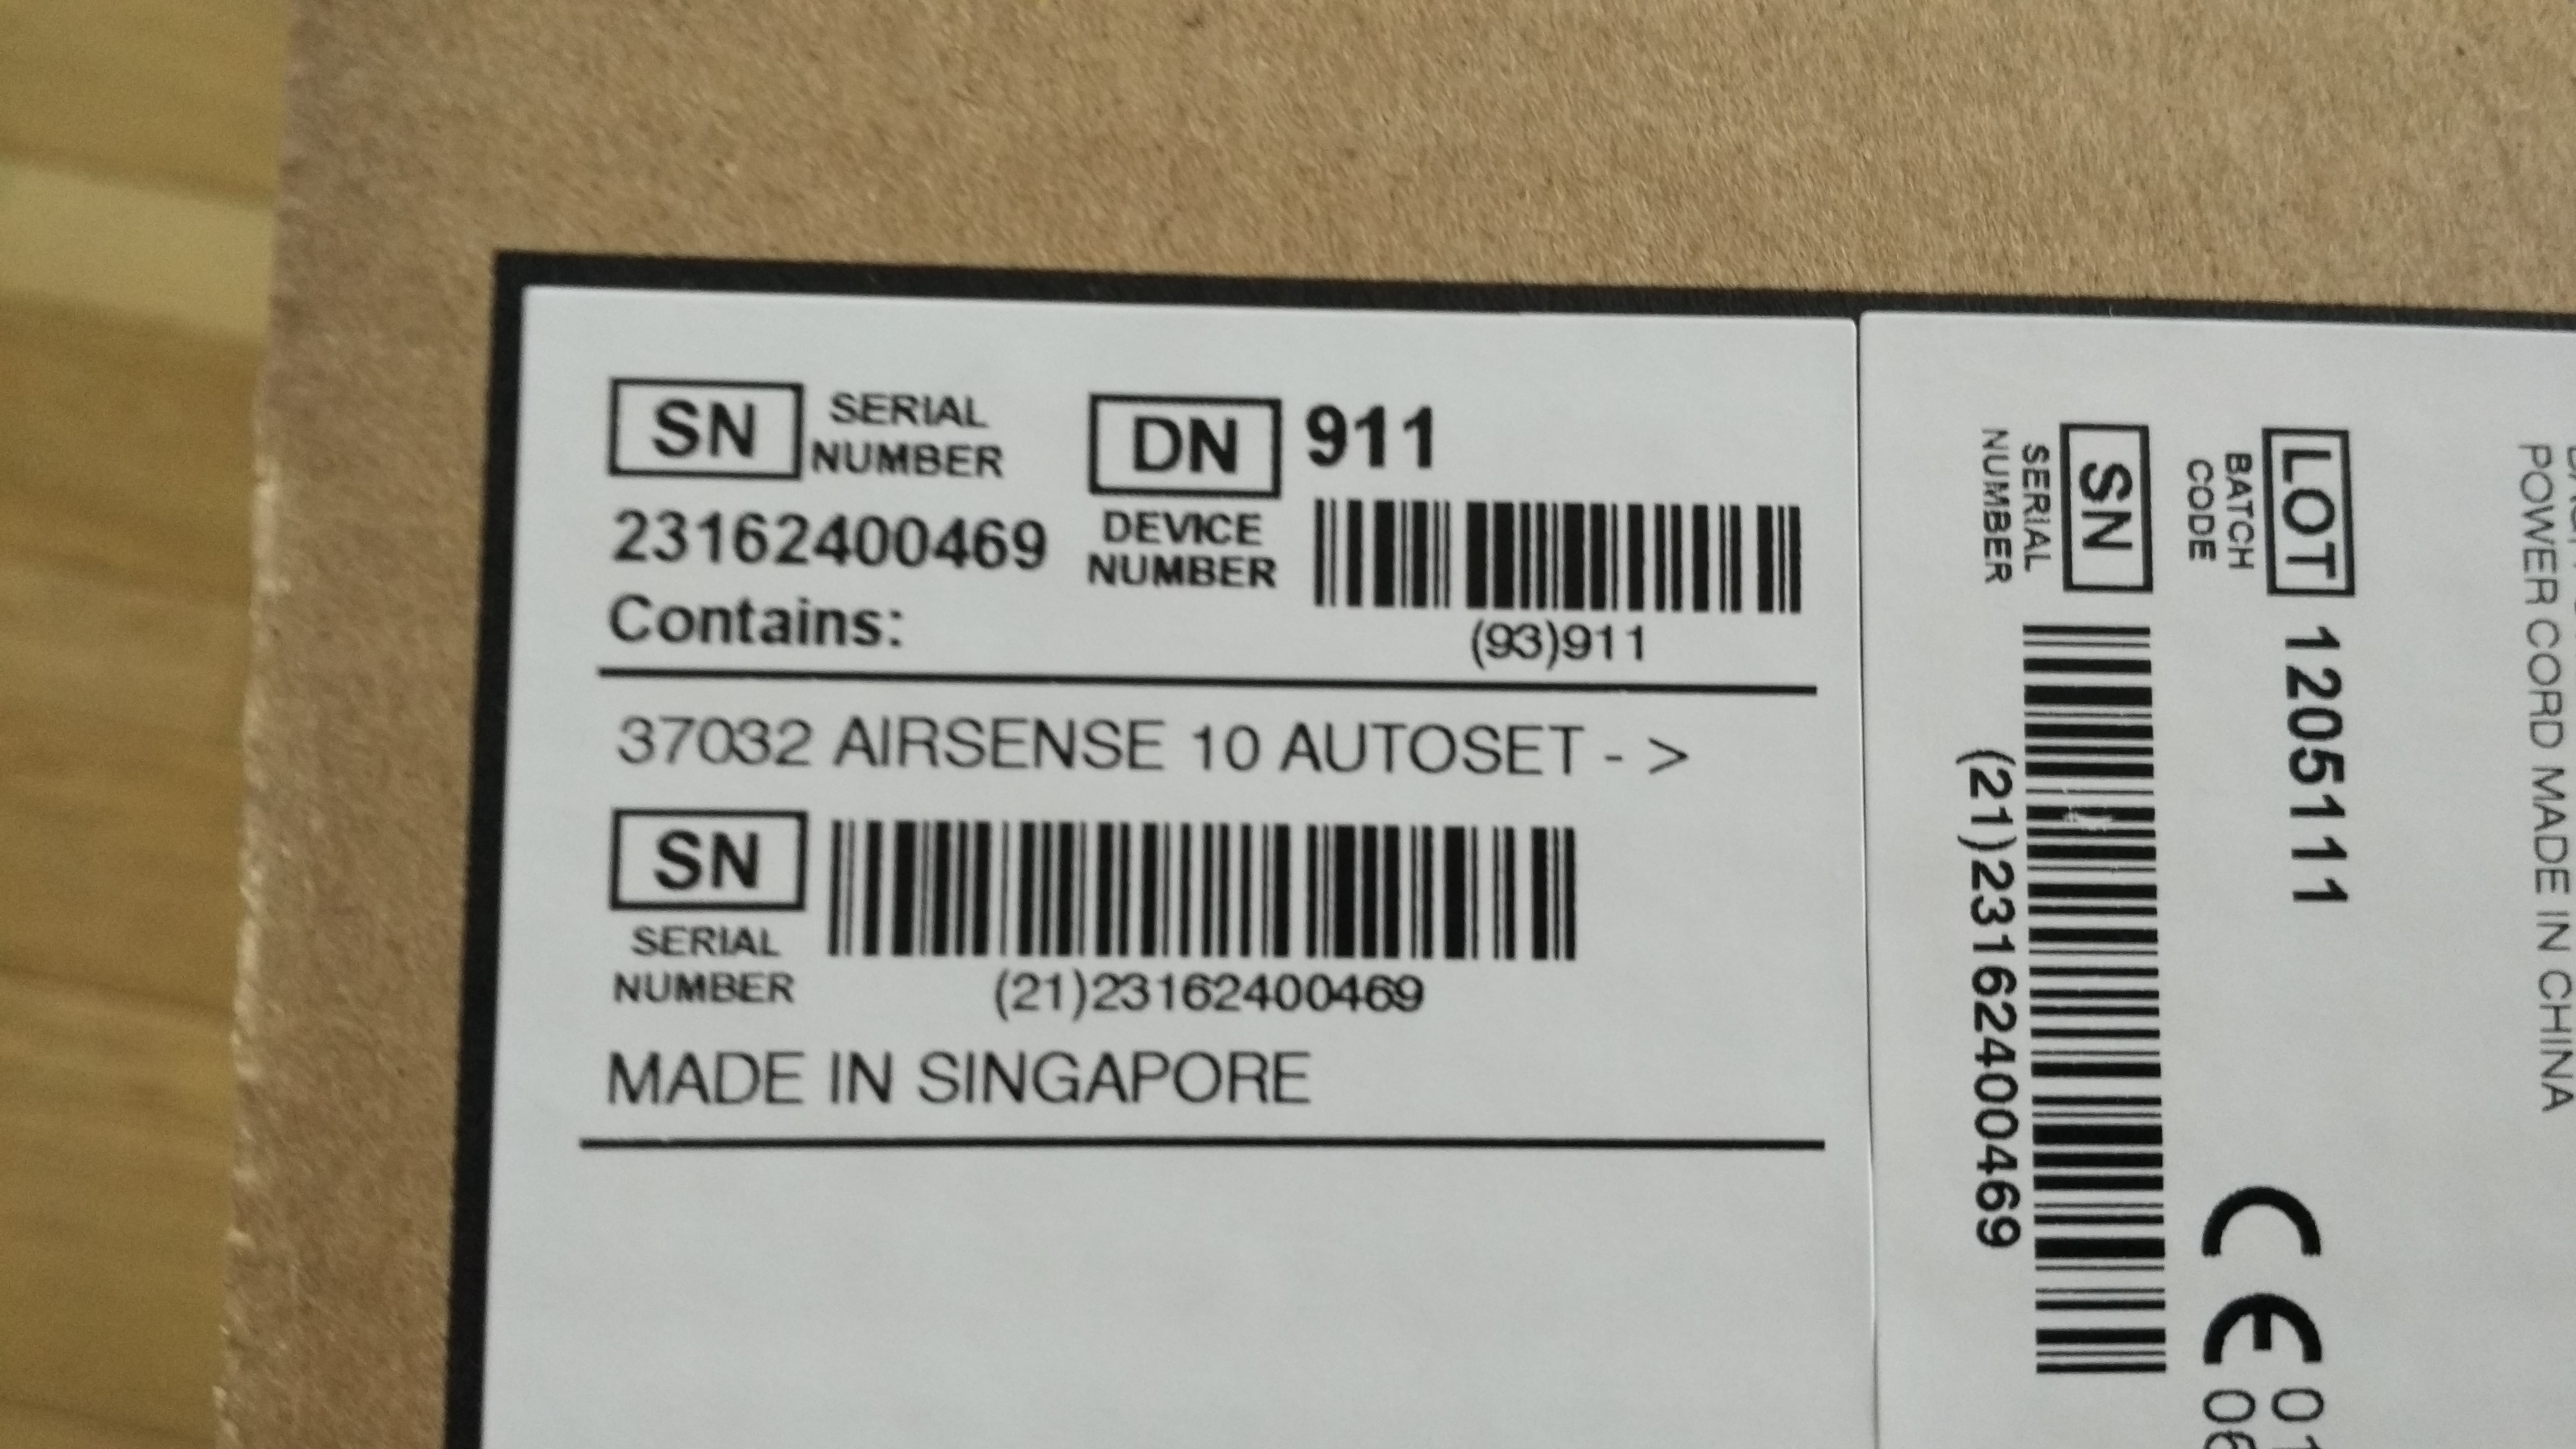 SN SERIAL NUMBER
23162400469
Contains:
DN 911
DEVICE NUMBER
(93)911
37032 AIRSENSE 10 AUTOSET - >
SN
SERIAL
NUMBER
(21)23162400469
MADE IN SINGAPORE
POWER CORD MADE IN CHINA
LOT 1205111
BATCH
CODE
CE
SN
SERIAL
NUMBER
(21)23162400469